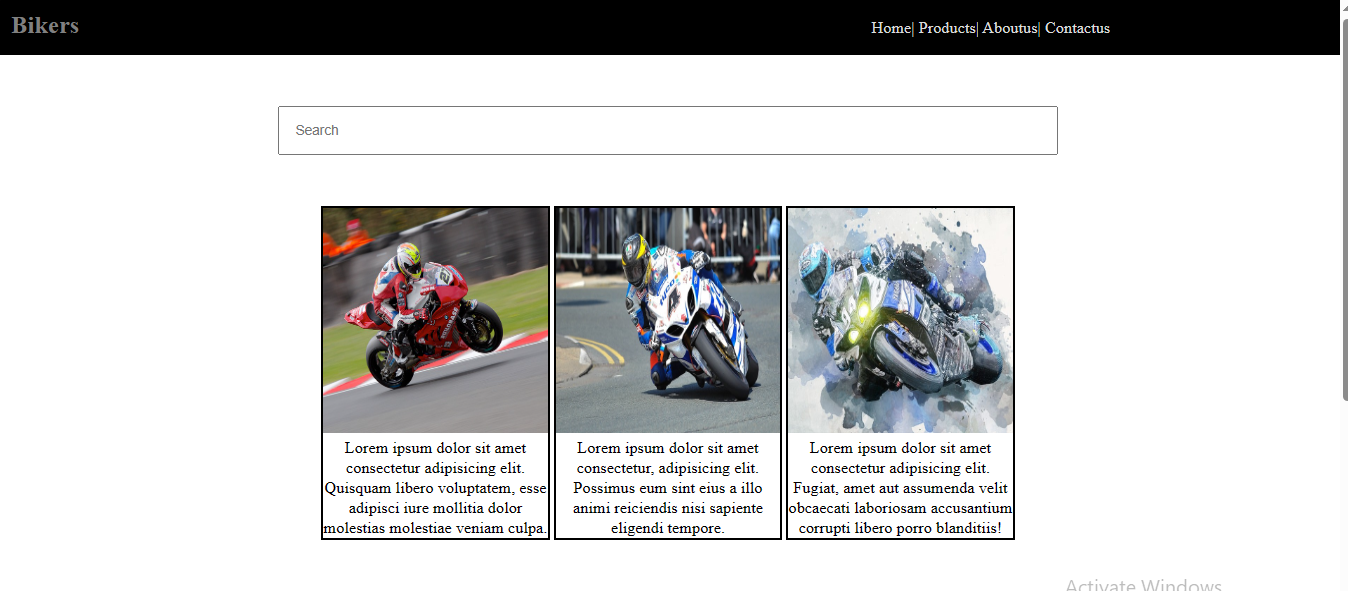 Bikers
Home| Products| Aboutus| Contactus
Search
Lorem ipsum dolor sit amet
consectetur adipisicing elit.
Quisquam libero voluptatem, esse
adipisci iure mollitia dolor
molestias molestiae veniam culpa.
Lorem ipsum dolor sit amet
consectetur, adipisicing elit.
Possimus eum sint eius a illo
animi reiciendis nisi sapiente
eligendi tempore.
Lorem ipsum dolor sit amet
consectetur adipisicing elit.
Fugiat, amet aut assumenda velit
obcaecati laboriosam accusantium
corrupti libero porro blanditiis!
Activate Windows